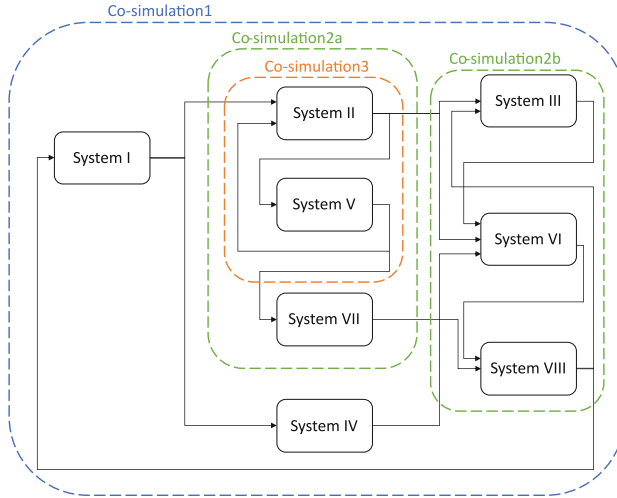 Co-simulation1
Co-simulation2a
Co-simulation2b
Co-simulation3
System II
System III
System I
System V
System VI
System VII
System VIII
System IV